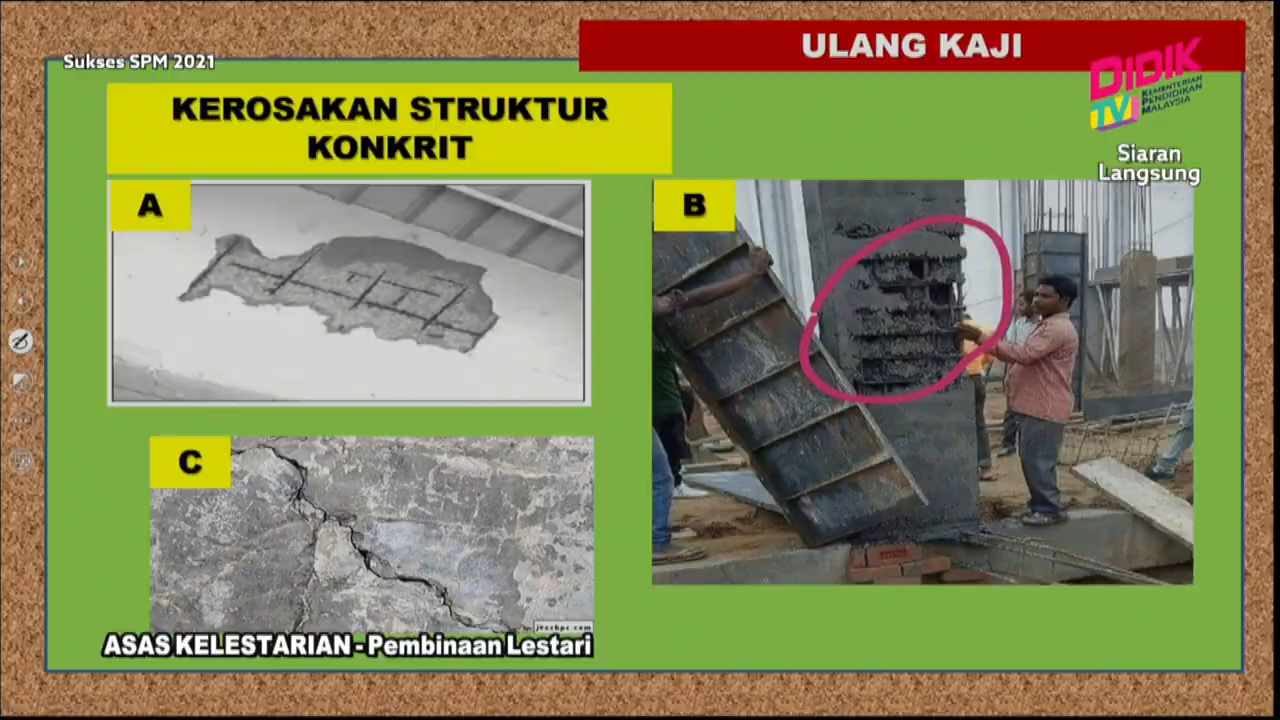 ULANG KAJI
Sukses SPM 2021
DIDIK
TV
KEMENTERIAN
PENDIDIKAN
MALAYSIA
Siaran
Langsung
KEROSAKAN STRUKTUR
KONKRIT
A
B
C
ASAS KELESTARIAN - Pembinaan Lestari